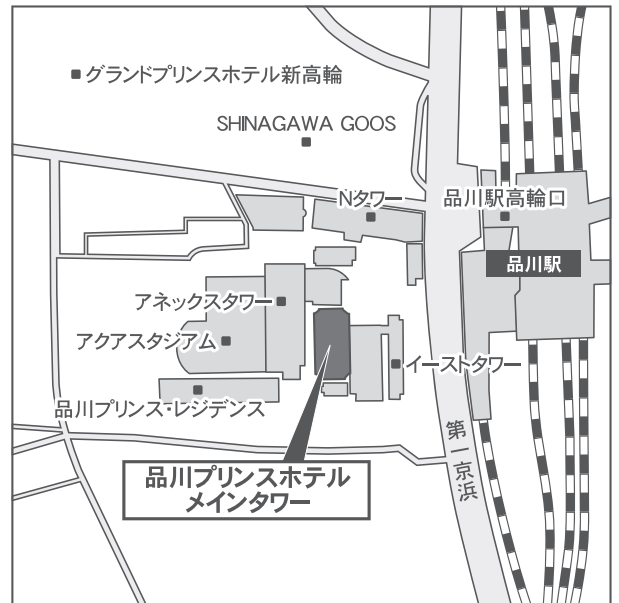 グランドプリンスホテル新高輪
SHINAGAWA GOOS
Nタワー
品川駅高輪口
品川駅
アネックスタワー
アクアスタジアム
イーストタワー
品川プリンス・レジデンス
第一京浜
品川プリンスホテル
メインタワー